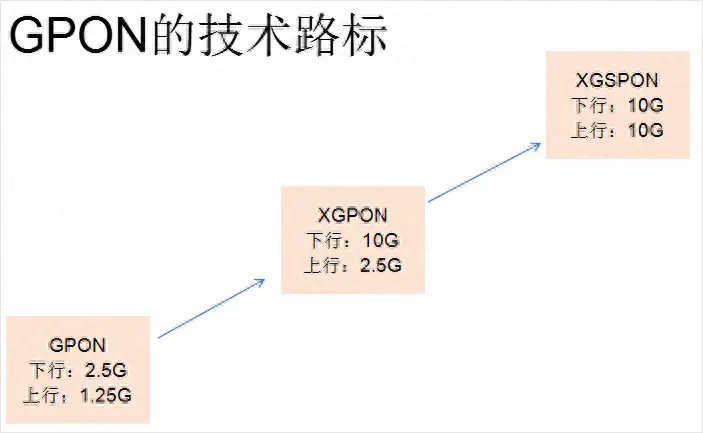 GPON的技术路标
XGSPON
下行：10G
上行：10G
XGPON
下行：10G
上行：2.5G
GPON
下行：2.5G
上行：1.25G